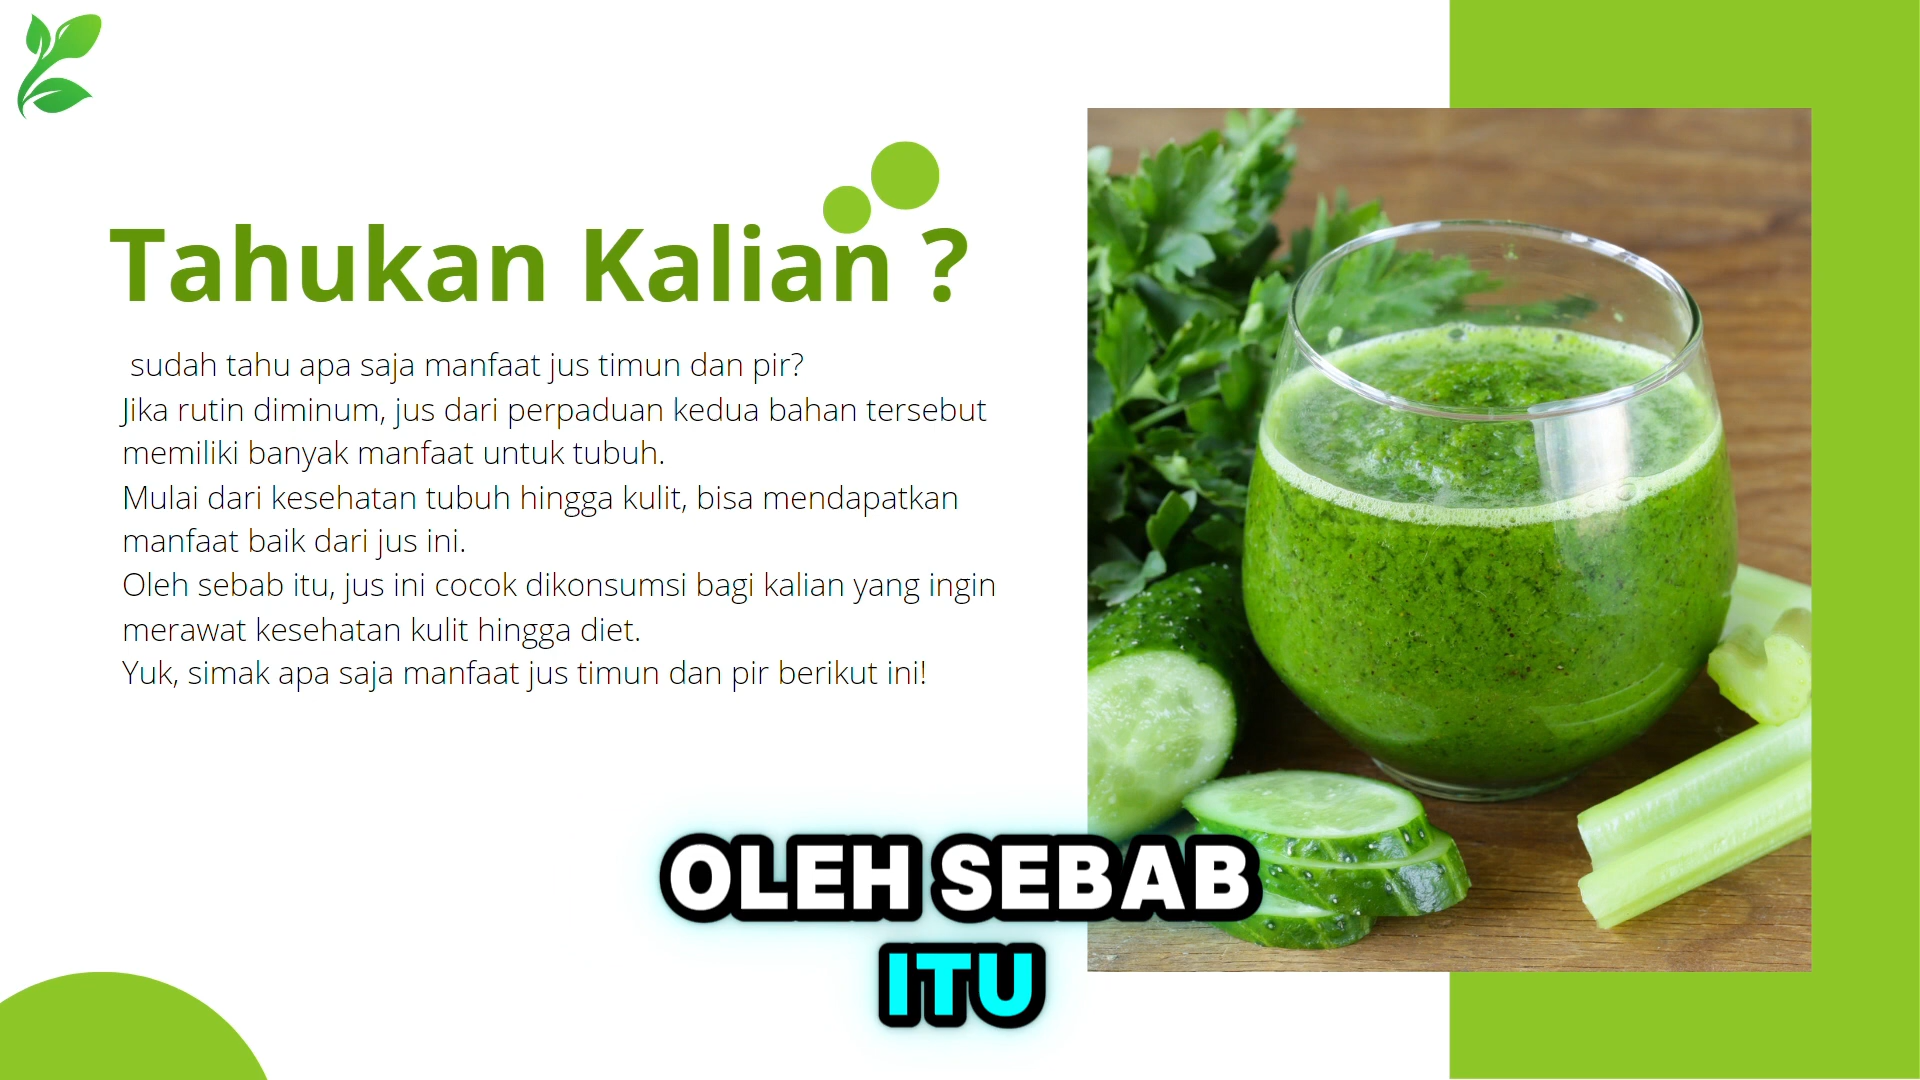 Tahukan Kalian ?
sudah tahu apa saja manfaat jus timun dan pir?
Jika rutin diminum, jus dari perpaduan kedua bahan tersebut
memiliki banyak manfaat untuk tubuh.
Mulai dari kesehatan tubuh hingga kulit, bisa mendapatkan
manfaat baik dari jus ini.
Oleh sebab itu, jus ini cocok dikonsumsi bagi kalian yang ingin
merawat kesehatan kulit hingga diet.
Yuk, simak apa saja manfaat jus timun dan pir berikut ini!
OLEH SEBAB
ITU